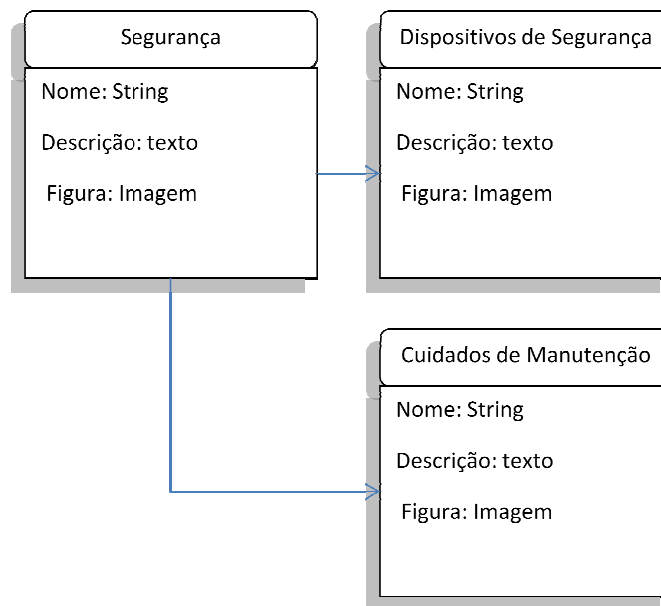 Segurança
Nome: String
Descrição: texto
Figura: Imagem
Dispositivos de Segurança
Nome: String
Descrição: texto
Figura: Imagem
Cuidados de Manutenção
Nome: String
Descrição: texto
Figura: Imagem